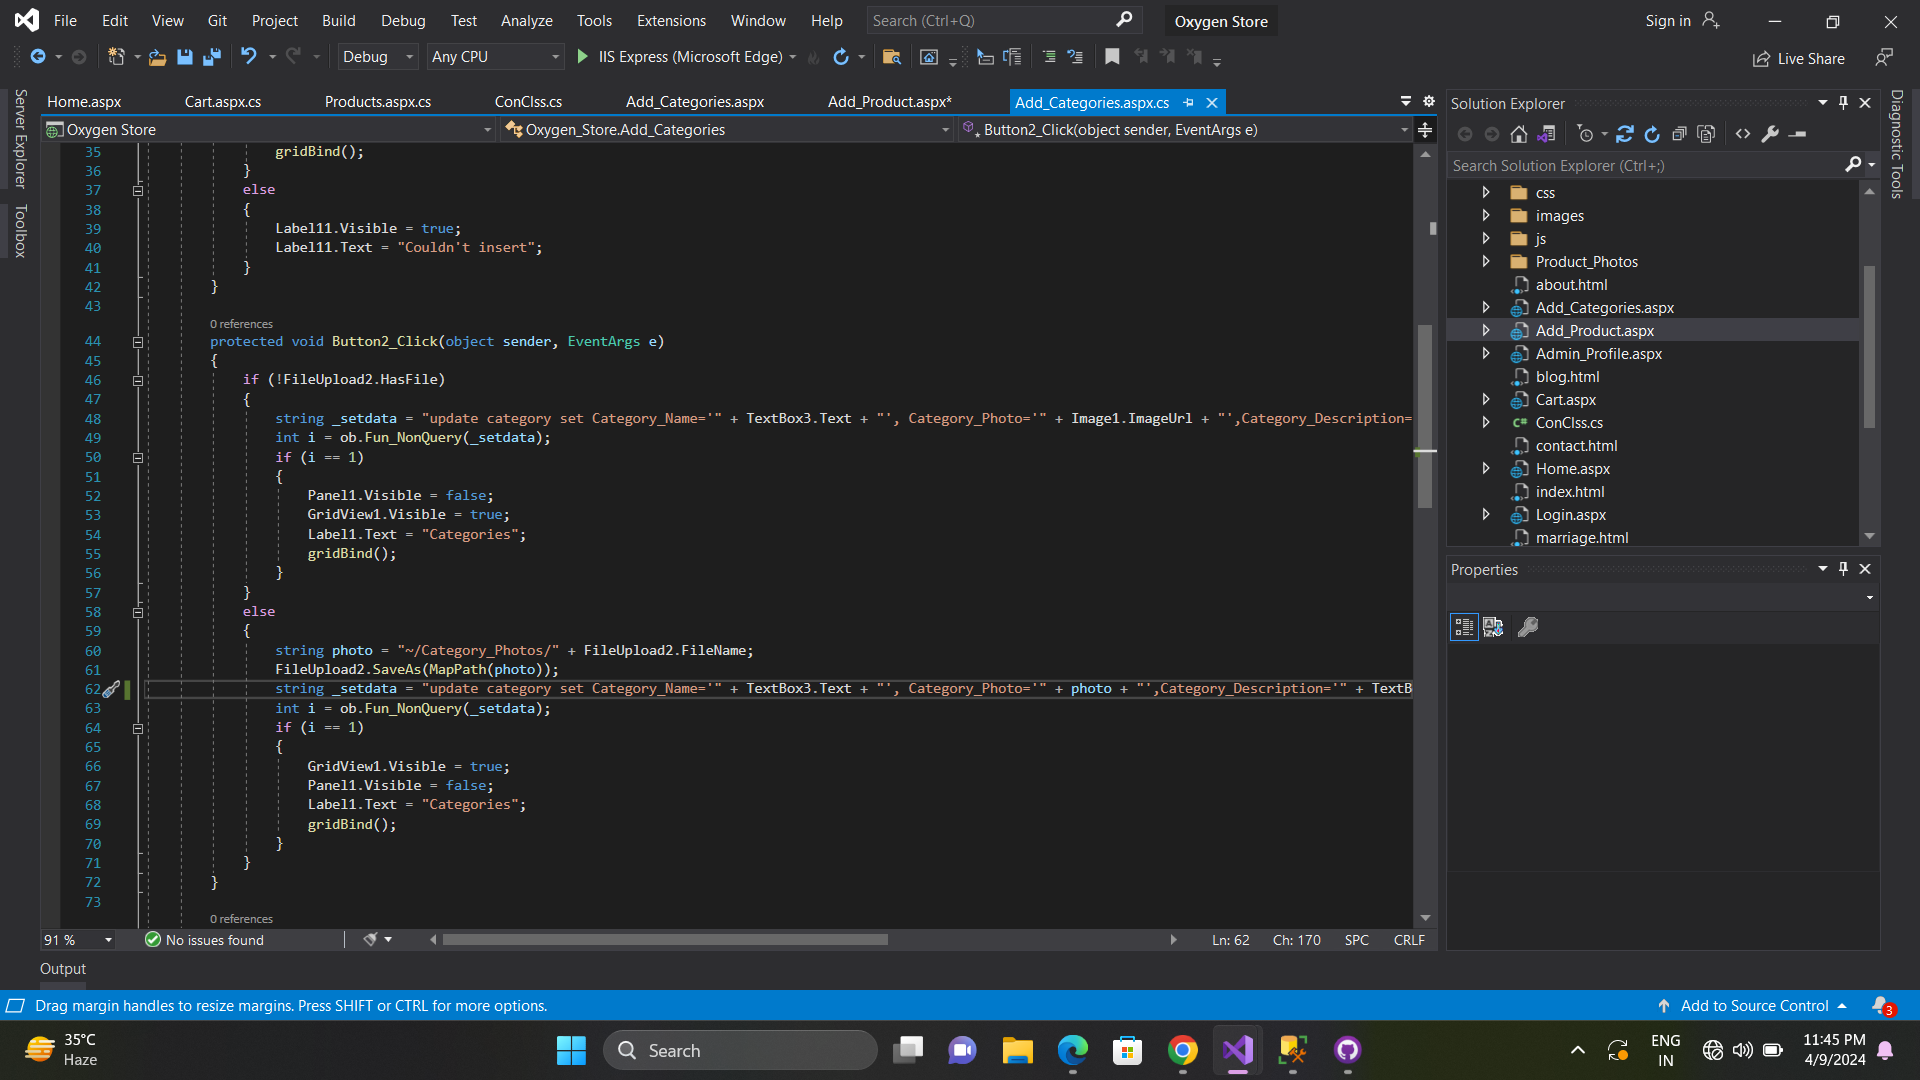 File Edit View Git Project Build Debug Test Analyze Tools Extensions Window Help Search (Ctrl+Q) Oxygen Store Sign in
Debug Any CPU IIS Express (Microsoft Edge) Live Share
Server Explorer
Toolbox
Home.aspx Cart.aspx.cs Products.aspx.cs ConClss.cs Add_Categories.aspx Add_Product.aspx* Add_Categories.aspx.cs
Oxygen Store Oxygen_Store.Add_Categories Button2_Click(object sender, EventArgs e)
35 gridBind();
36 }
37 else
38 {
39 Label11.Visible = true;
40 Label11.Text = "Couldn't insert";
41 }
42 }
43
0 references
44 protected void Button2_Click(object sender, EventArgs e)
45 {
46 if (!FileUpload2.HasFile)
47 {
48 string _setdata = "update category set Category_Name='" + TextBox3.Text + "', Category_Photo='" + Image1.ImageUrl + "',Category_Description=
49 int i = ob.Fun_NonQuery(_setdata);
50 if (i == 1)
51 {
52 Panel1.Visible = false;
53 GridView1.Visible = true;
54 Label1.Text = "Categories";
55 gridBind();
56 }
57 }
58 else
59 {
60 string photo = "~/Category_Photos/" + FileUpload2.FileName;
61 FileUpload2.SaveAs(MapPath(photo));
62 string _setdata = "update category set Category_Name='" + TextBox3.Text + "', Category_Photo='" + photo + "',Category_Description='" + TextB
63 int i = ob.Fun_NonQuery(_setdata);
64 if (i == 1)
65 {
66 GridView1.Visible = true;
67 Panel1.Visible = false;
68 Label1.Text = "Categories";
69 gridBind();
70 }
71 }
72 }
73
0 references
91 % No issues found Ln: 62 Ch: 170 SPC CRLF
Output
Solution Explorer
Search Solution Explorer (Ctrl+;)
css
images
js
Product_Photos
about.html
Add_Categories.aspx
Add_Product.aspx
Admin_Profile.aspx
blog.html
Cart.aspx
C# ConClss.cs
contact.html
Home.aspx
index.html
Login.aspx
marriage.html
Properties
Diagnostic Tools
Drag margin handles to resize margins. Press SHIFT or CTRL for more options. Add to Source Control 3
35°C
Haze
Search
ENG
IN
11:45 PM
4/9/2024